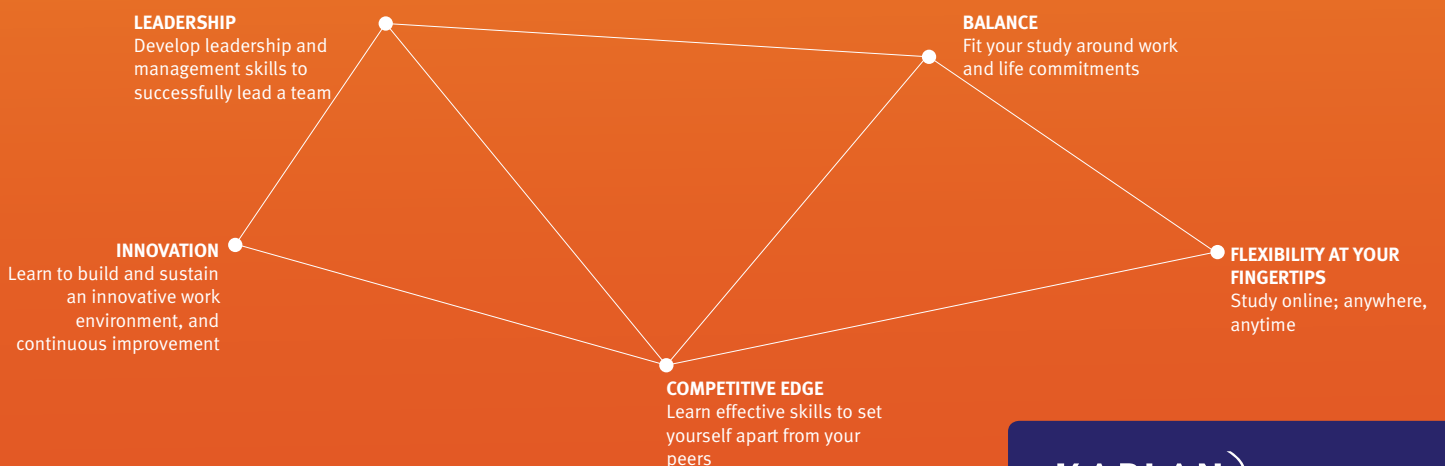 LEADERSHIP
Develop leadership and
management skills to
successfully lead a team
BALANCE
Fit your study around work
and life commitments
INNOVATION
Learn to build and sustain
an innovative work
environment, and
continuous improvement
FLEXIBILITY AT YOUR
FINGERTIPS
Study online; anywhere,
anytime
COMPETITIVE EDGE
Learn effective skills to set
yourself apart from your
peers
KAPLAN